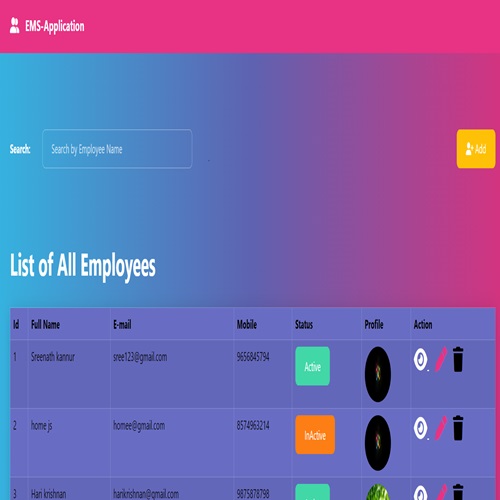 EMS-Application
Search: Search by Employee Name Add
List of All Employees
Id Full Name E-mail Mobile Status Profile Action
1 Sreenath kannur sree123@gmail.com 9656845794 Active
2 home js homee@gmail.com 8574963214 InActive
3 Hari krishnan harikrishnan@gmail.com 9875878798